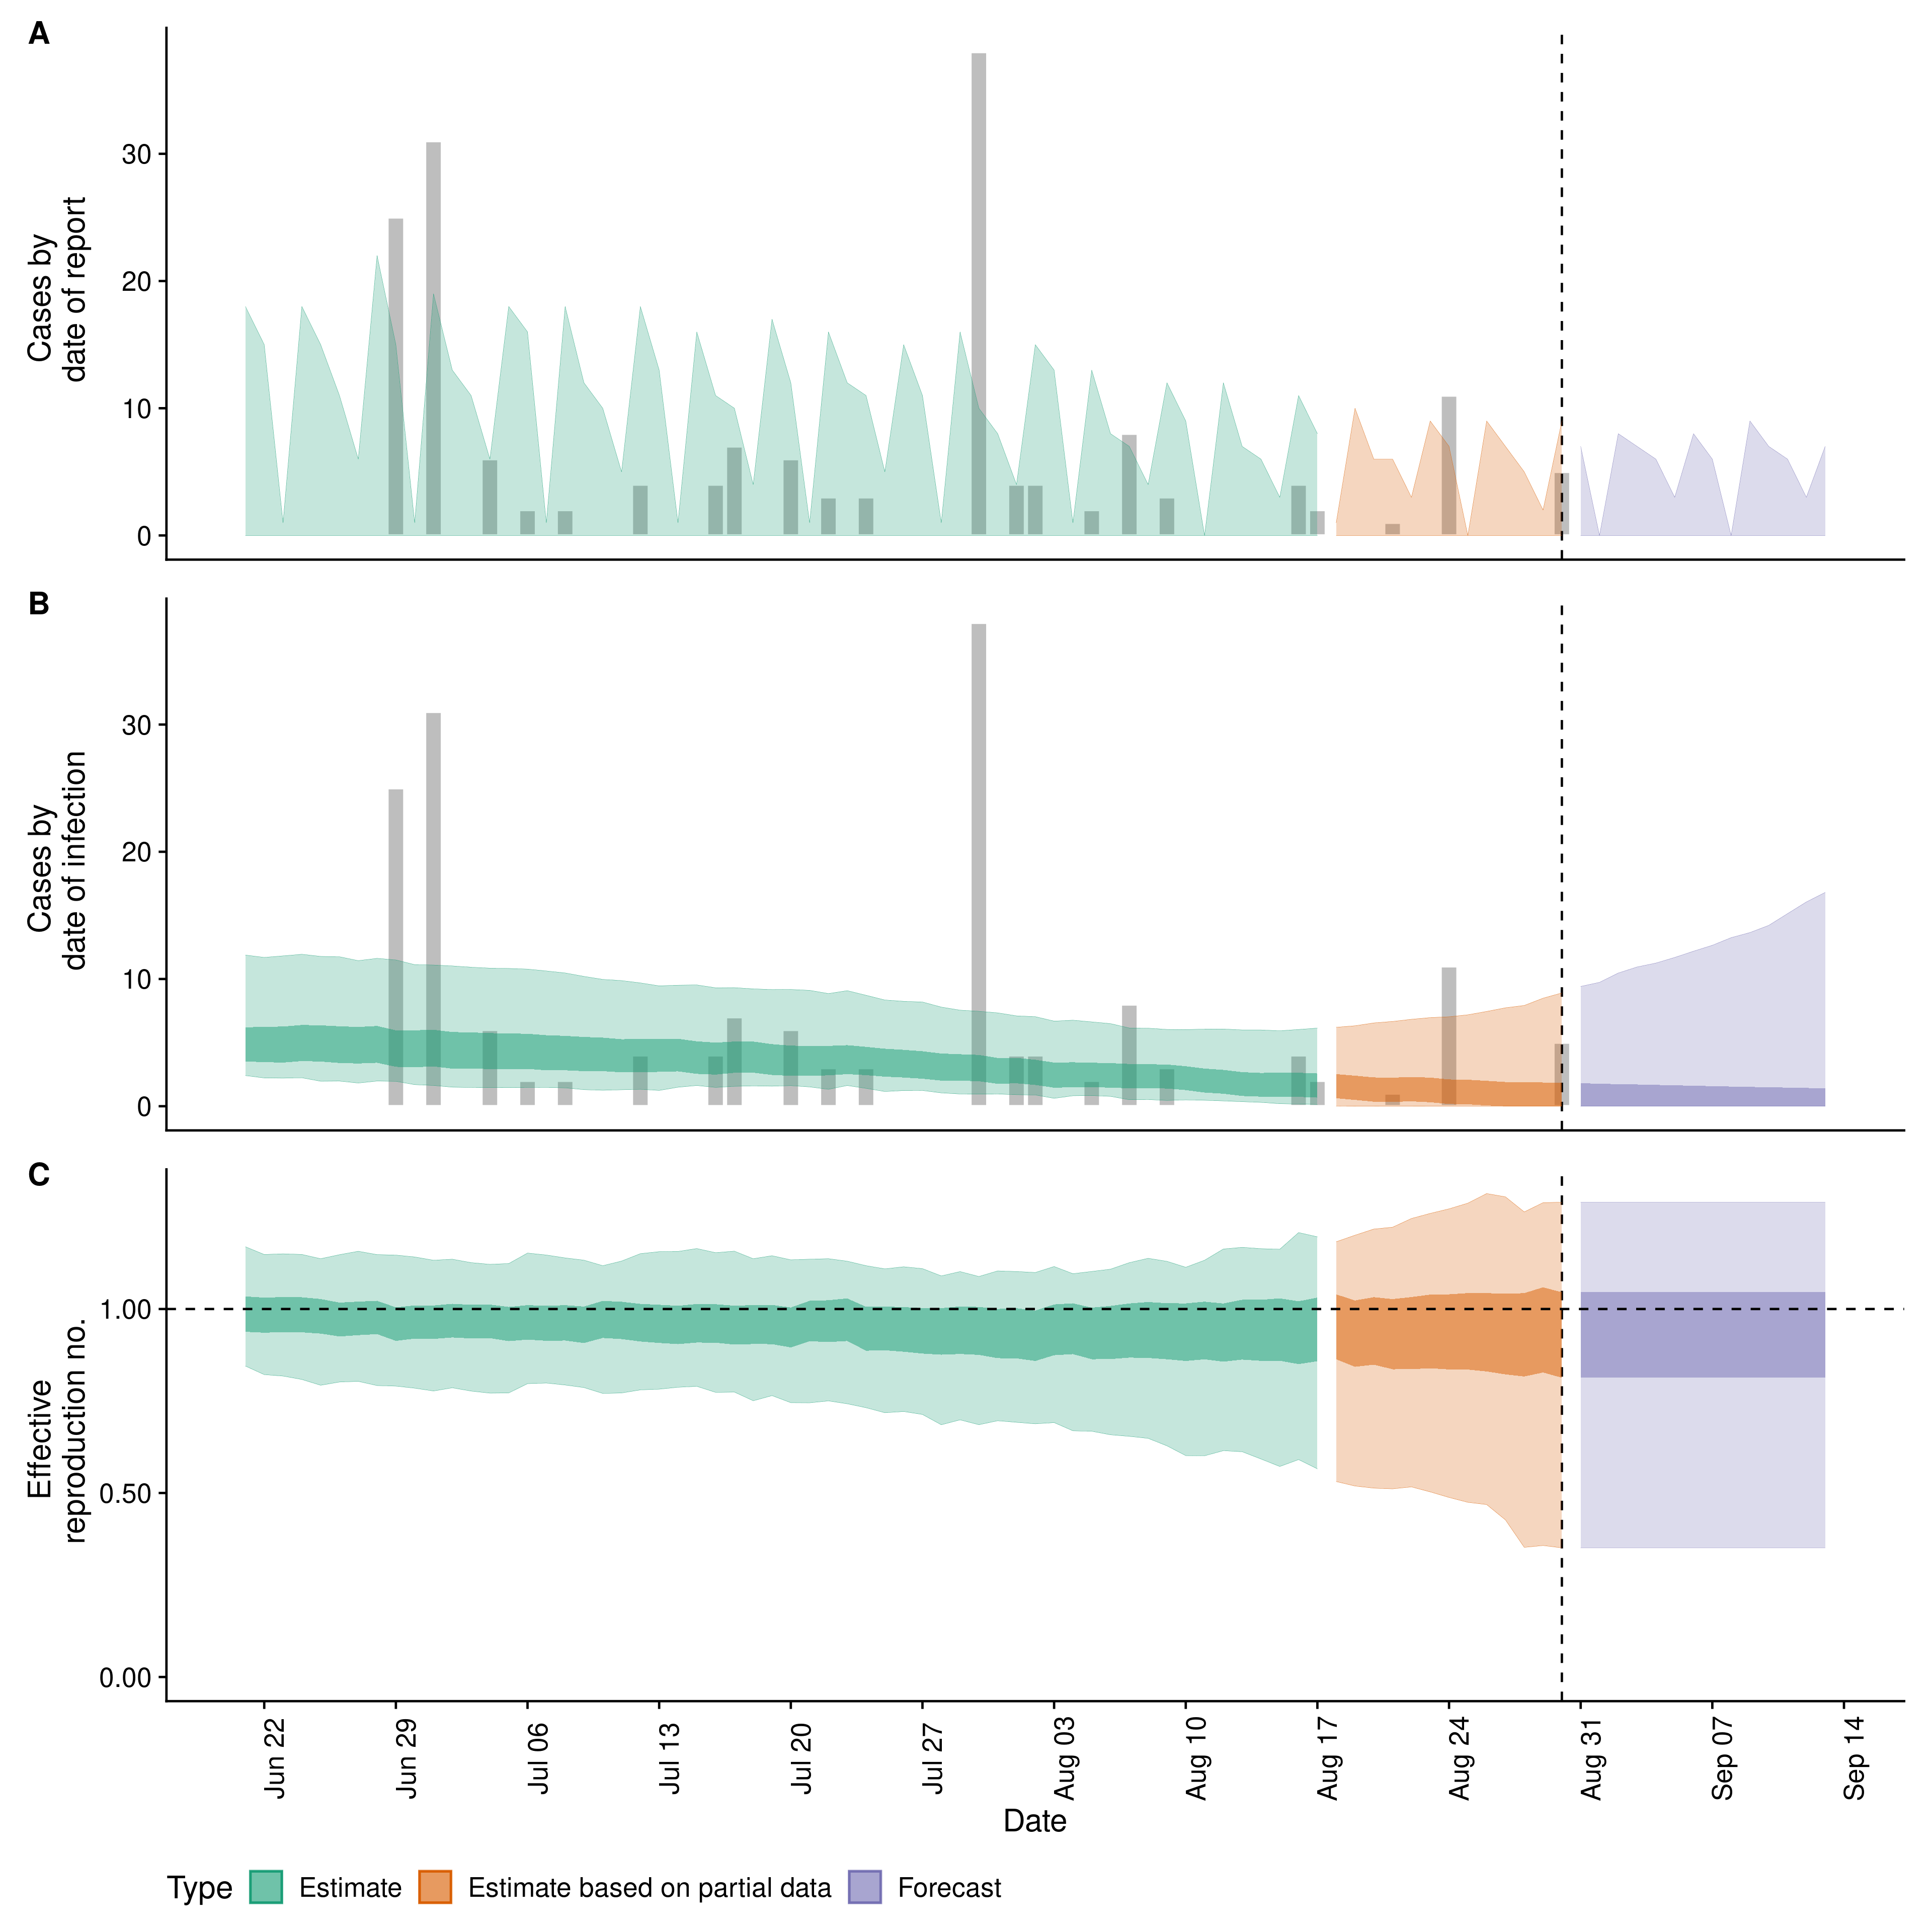 A
Cases by
date of report
30
20
10
0
B
Cases by
date of infection
30
20
10
0
C
Effective
reproduction no.
1.00
0.50
0.00
Jun 22
Jun 29
Jul 06
Jul 13
Jul 20
Jul 27
Aug 03
Aug 10
Aug 17
Aug 24
Aug 31
Sep 07
Sep 14
Date
Type Estimate Estimate based on partial data Forecast